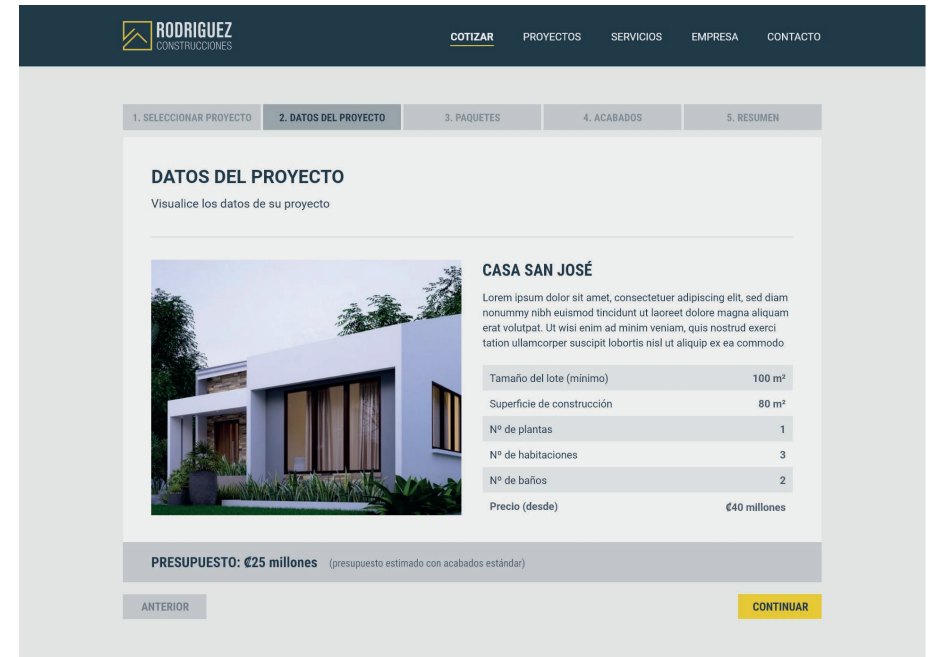 RODRIGUEZ
CONSTRUCCIONES
COTIZAR PROYECTOS SERVICIOS EMPRESA CONTACTO
1. SELECCIONAR PROYECTO 2. DATOS DEL PROYECTO 3. PAQUETES 4. ACABADOS 5. RESUMEN
DATOS DEL PROYECTO
Visualice los datos de su proyecto
CASA SAN JOSÉ
Lorem ipsum dolor sit amet, consectetuer adipiscing elit, sed diam
nonummy nibh euismod tincidunt ut laoreet dolore magna aliquam
erat volutpat. Ut wisi enim ad minim veniam, quis nostrud exerci
tation ullamcorper suscipit lobortis nisl ut aliquip ex ea commodo
Tamaño del lote (mínimo) 100 m²
Superficie de construcción 80 m²
Nº de plantas 1
Nº de habitaciones 3
Nº de baños 2
Precio (desde) ₡40 millones
PRESUPUESTO: ₡25 millones (presupuesto estimado con acabados estándar)
ANTERIOR CONTINUAR